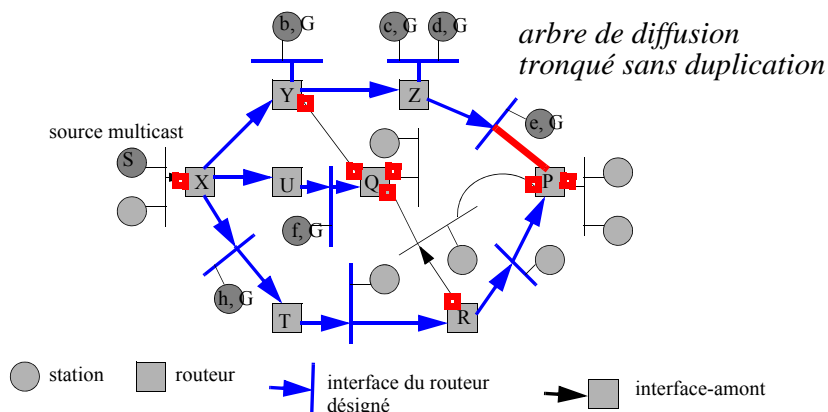 b, G
c, G
d, G
arbre de diffusion
tronqué sans duplication
Y
Z
e, G
source multicast
S
X
U
Q
P
f, G
h, G
T
R
station
routeur
interface du routeur
désigné
interface-amont